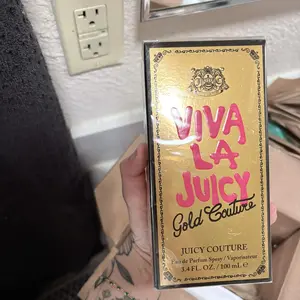 VIVA
LA
JUICY
Gold Couture
JUICY COUTURE
Eau de Parfum Spray / Vaporisateur
3.4 FL. OZ. / 100 mL e